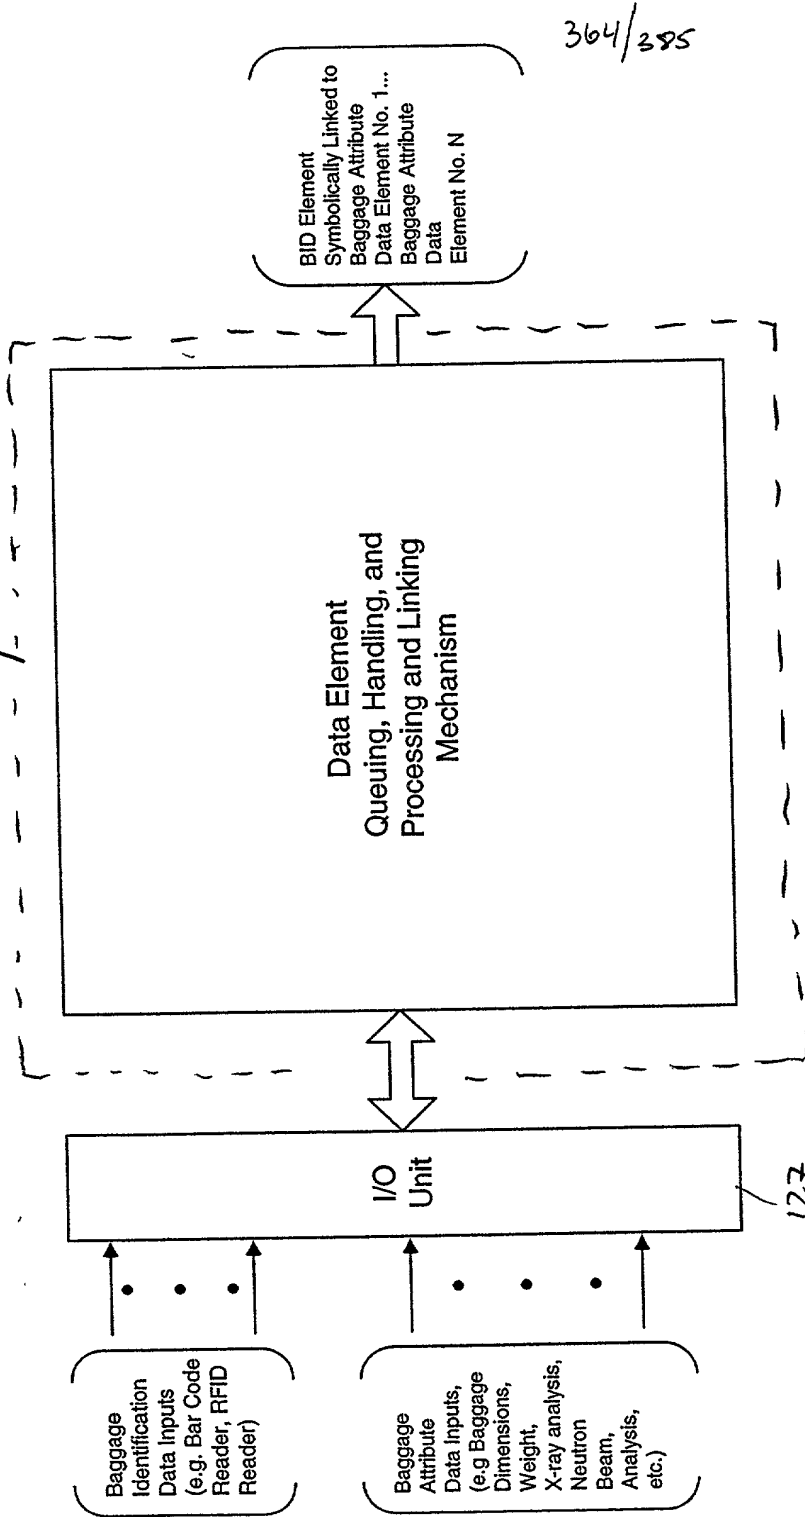 364/385
Baggage
Identification
Data Inputs
(e.g. Bar Code
Reader, RFID
Reader)
Baggage
Attribute
Data Inputs,
(e.g Baggage
Dimensions,
Weight,
X-ray analysis,
Neutron
Beam,
Analysis,
etc.)
I/O
Unit
127
Data Element
Queuing, Handling, and
Processing and Linking
Mechanism
BID Element
Symbolically Linked to
Baggage Attribute
Data Element No. 1...
Baggage Attribute
Data
Element No. N